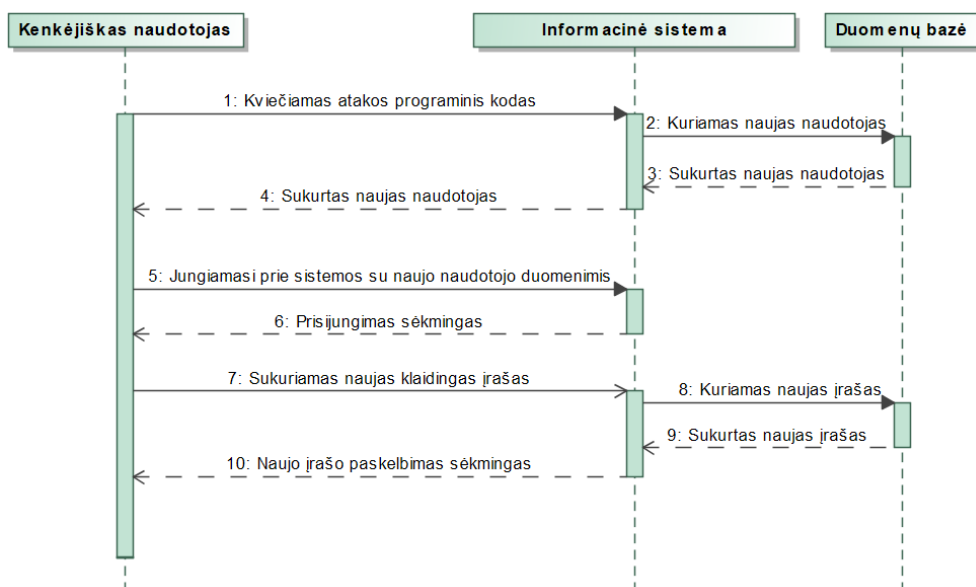 Kenkėjiškas naudotojas
Informacinė sistema
Duomenų bazė
1: Kviečiamas atakos programinis kodas
2: Kuriamas naujas naudotojas
3: Sukurtas naujas naudotojas
4: Sukurtas naujas naudotojas
5: Jungiamasi prie sistemos su naujo naudotojo duomenimis
6: Prisijungimas sėkmingas
7: Sukuriamas naujas klaidingas įrašas
8: Kuriamas naujas įrašas
9: Sukurtas naujas įrašas
10: Naujo įrašo paskelbimas sėkmingas